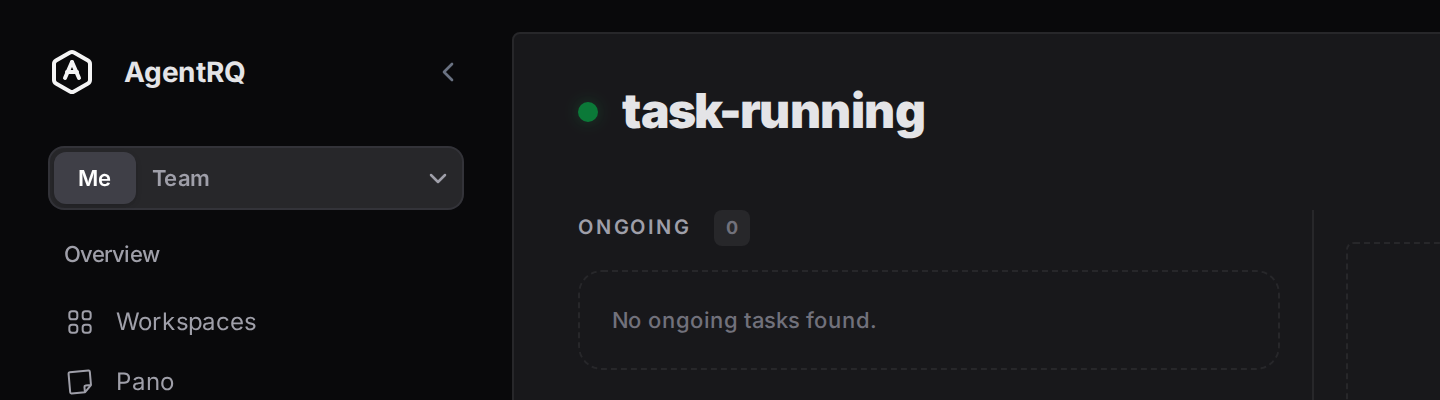 AgentRQ
Me
Team
Overview
Workspaces
Pano
task-running
ONGOING 0
No ongoing tasks found.